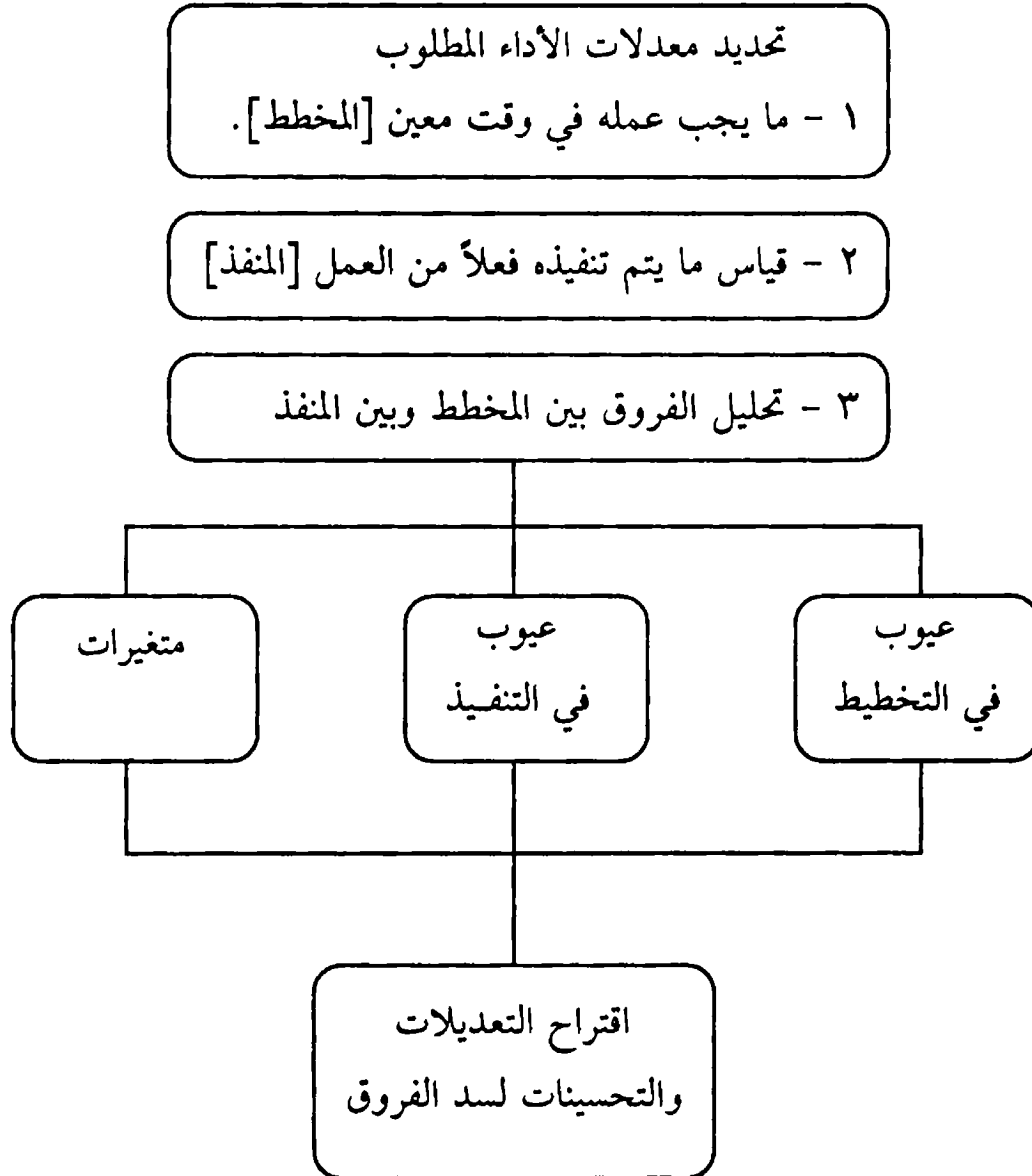 تحديد معدلات الأداء المطلوب
١ - ما يجب عمله في وقت معين [المخطط].
٢ - قياس ما يتم تنفيذه فعلاً من العمل [المنفذ]
٣ - تحليل الفروق بين المخطط وبين المنفذ
عيوب
في التخطيط
عيوب
في التنفيذ
متغيرات
اقتراح التعديلات
والتحسينات لسد الفروق